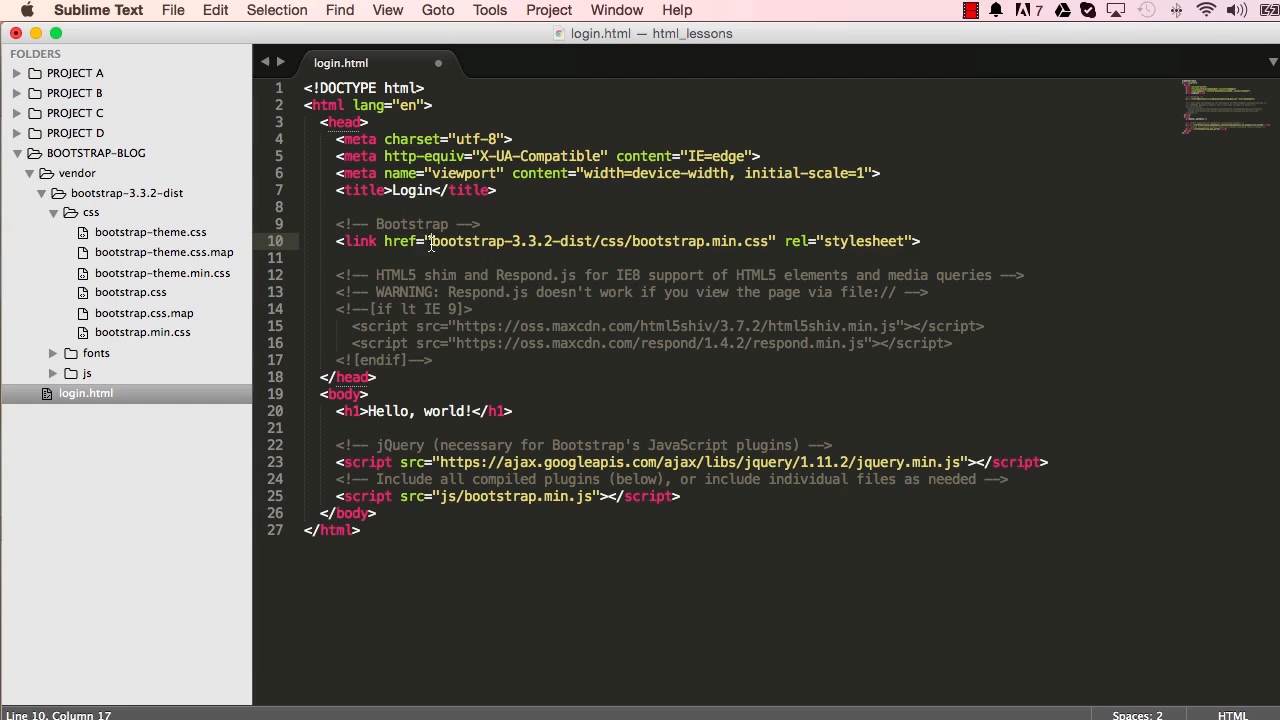 Sublime Text File Edit Selection Find View Goto Tools Project Window Help 7
login.html — html_lessons
FOLDERS
PROJECT A
PROJECT B
PROJECT C
PROJECT D
BOOTSTRAP-BLOG
vendor
bootstrap-3.3.2-dist
css
bootstrap-theme.css
bootstrap-theme.css.map
bootstrap-theme.min.css
bootstrap.css
bootstrap.css.map
bootstrap.min.css
fonts
js
login.html
login.html
1 <!DOCTYPE html>
2 <html lang="en">
3 <head>
4 <meta charset="utf-8">
5 <meta http-equiv="X-UA-Compatible" content="IE=edge">
6 <meta name="viewport" content="width=device-width, initial-scale=1">
7 <title>Login</title>
8
9 <!-- Bootstrap -->
10 <link href="bootstrap-3.3.2-dist/css/bootstrap.min.css" rel="stylesheet">
11
12 <!-- HTML5 shim and Respond.js for IE8 support of HTML5 elements and media queries -->
13 <!-- WARNING: Respond.js doesn't work if you view the page via file:// -->
14 <!--[if lt IE 9]>
15 <script src="https://oss.maxcdn.com/html5shiv/3.7.2/html5shiv.min.js"></script>
16 <script src="https://oss.maxcdn.com/respond/1.4.2/respond.min.js"></script>
17 <![endif]-->
18 </head>
19 <body>
20 <h1>Hello, world!</h1>
21
22 <!-- jQuery (necessary for Bootstrap's JavaScript plugins) -->
23 <script src="https://ajax.googleapis.com/ajax/libs/jquery/1.11.2/jquery.min.js"></script>
24 <!-- Include all compiled plugins (below), or include individual files as needed -->
25 <script src="js/bootstrap.min.js"></script>
26 </body>
27 </html>
Line 10, Column 17 Spaces: 2 HTML